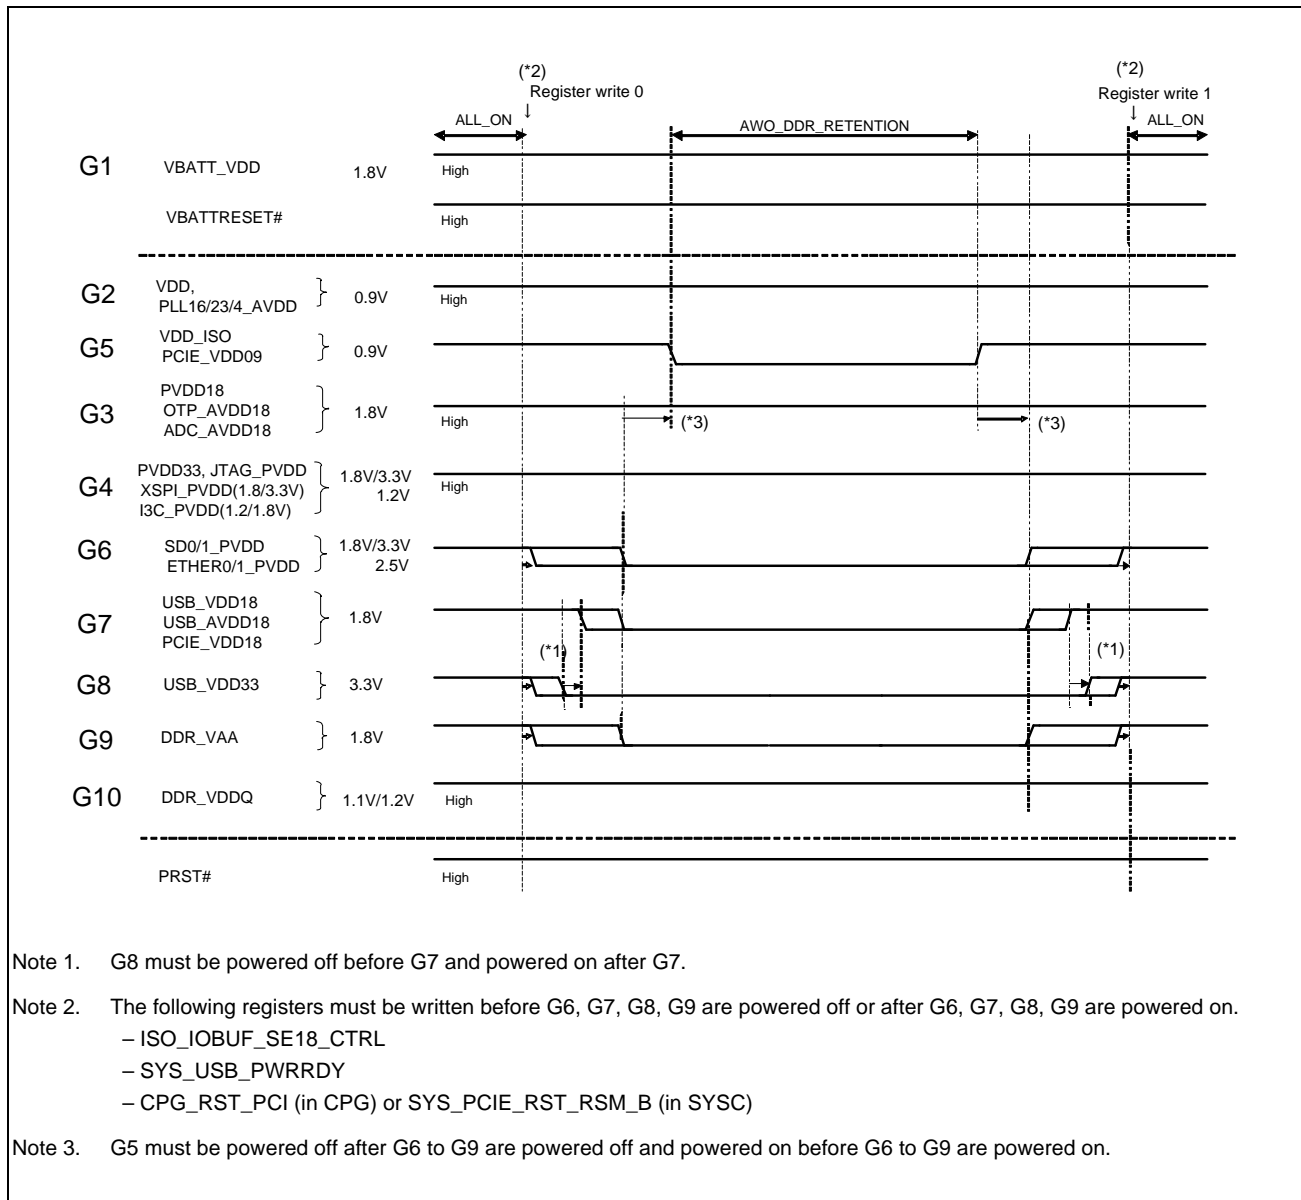 (*2) (*2)
Register write 0 Register write 1
↓ ↓
ALL_ON AWO_DDR_RETENTION ALL_ON
G1 VBATT_VDD 1.8V High
VBATTRESET# High
G2 VDD, PLL16/23/4_AVDD } 0.9V High
G5 VDD_ISO PCIE_VDD09 } 0.9V
G3 PVDD18 OTP_AVDD18 ADC_AVDD18 } 1.8V High (*3) (*3)
G4 PVDD33, JTAG_PVDD XSPI_PVDD(1.8/3.3V) I3C_PVDD(1.2/1.8V) } 1.8V/3.3V 1.2V High
G6 SD0/1_PVDD ETHER0/1_PVDD } 1.8V/3.3V 2.5V
G7 USB_VDD18 USB_AVDD18 PCIE_VDD18 } 1.8V
(*1) (*1)
G8 USB_VDD33 } 3.3V
G9 DDR_VAA } 1.8V
G10 DDR_VDDQ } 1.1V/1.2V High
PRST# High
Note 1. G8 must be powered off before G7 and powered on after G7.
Note 2. The following registers must be written before G6, G7, G8, G9 are powered off or after G6, G7, G8, G9 are powered on.
– ISO_IOBUF_SE18_CTRL
– SYS_USB_PWRRDY
– CPG_RST_PCI (in CPG) or SYS_PCIE_RST_RSM_B (in SYSC)
Note 3. G5 must be powered off after G6 to G9 are powered off and powered on before G6 to G9 are powered on.